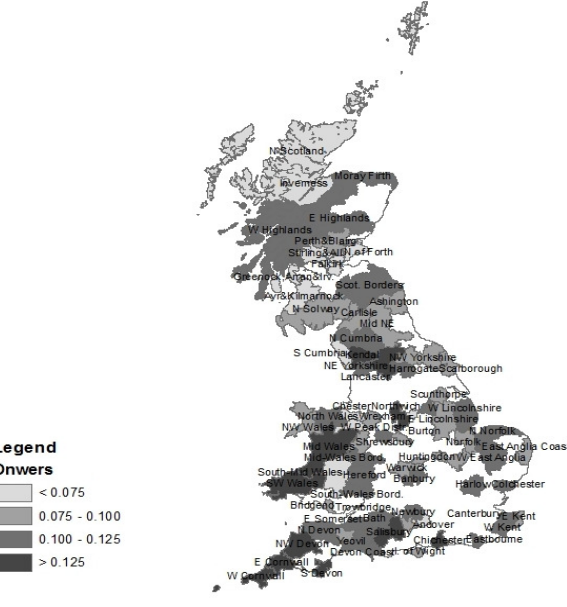 N Scotland
Inverness
Moray Firth
E Highlands
W Highlands
Perth&Blairg
Stirling&All N of Forth
Falkirk
Greenock Arran&Irv.
Scot. Borders
Ayr&Kilmarnock
Ashington
N Solway Carlisle
Mid NE
N Cumbria
S Cumbria Kendal NW Yorkshire
NE Yorkshire Harrogate Scarborough
Lancaster
Scunthorpe
Chester Northwich W Lincolnshire
North Wales Wrexham E Lincolnshire
NW Wales W Peak Distr
Burton N Norfolk
Mid Wales Shrewsbury Norfolk East Anglia Coas
Mid-Wales Bord. Huntingdon W East Anglia
South-Mid Wales Hereford Warwick
SW Wales Banbury Harlow Colchester
South-Wales Bord.
Bridgend Trowbridge Newbury Canterbury E Kent
E Somerset Bath Andover W Kent
N Devon Salisbury
NW Devon Yeovil Chichester Eastbourne
Devon Coast I. of Wight
E Cornwall
W Cornwall S Devon
Legend
Onwers
< 0.075
0.075 - 0.100
0.100 - 0.125
> 0.125